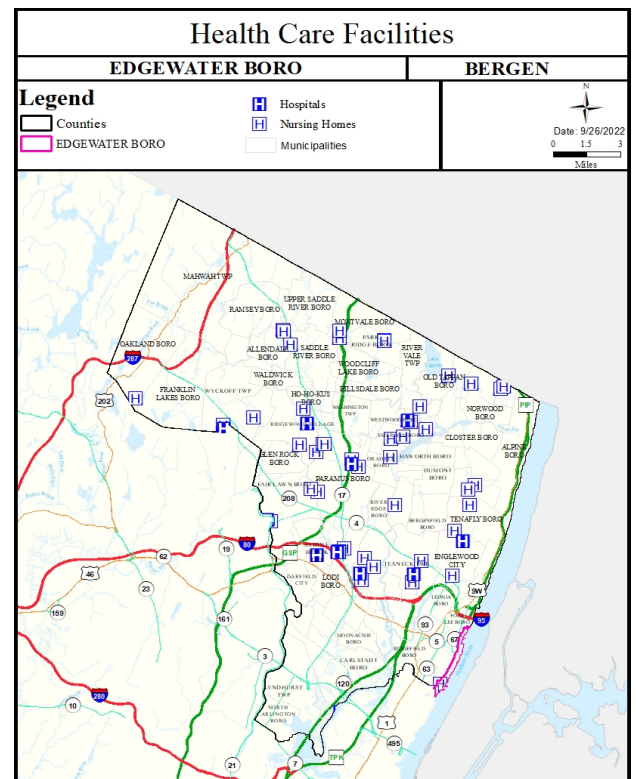 Health Care Facilities
EDGEWATER BORO
BERGEN
Legend
Counties
EDGEWATER BORO
Hospitals
Nursing Homes
Municipalities
N
Date: 9/26/2022
0 1.5 3
Miles
MAHWAH TWP
UPPER SADDLE
RIVER BORO
RAMSEY BORO
MONTVALE BORO
OAKLAND BORO
ALLENDALE
BORO
SADDLE
RIVER BORO
RIVER
VALE
TWP
287
WOODCLIFF
LAKE BORO
WALDWICK
BORO
FRANKLIN
LAKES BORO
WYCKOFF TWP
HILLSDALE BORO
BORO
202
HO-HO-KUS
BORO
WASHINGTON
TWP
NORWOOD
BORO
PIP
RIDGEWOOD VILLAGE
CLOSTER BORO
ALPINE
BORO
GLEN ROCK
BORO
HAWORTH BORO
PARAMUS BORO
DUMONT
BORO
FAIR LAWN BORO
208
17
RIVER
EDGE
BORO
4
BERGENFIELD
BORO
TENAFLY BORO
19
80
GSP
62
ENGLEWOOD
CITY
46
LODI
BORO
GARFIELD
CITY
23
9W
LEONIA
BORO
159
161
93
95
5
67
MOONACHIE
BORO
3
CARLSTADT
BORO
63
280
120
LYNDHURST
TWP
10
NORTH
ARLINGTON
BORO
1
495
21
7
TPK